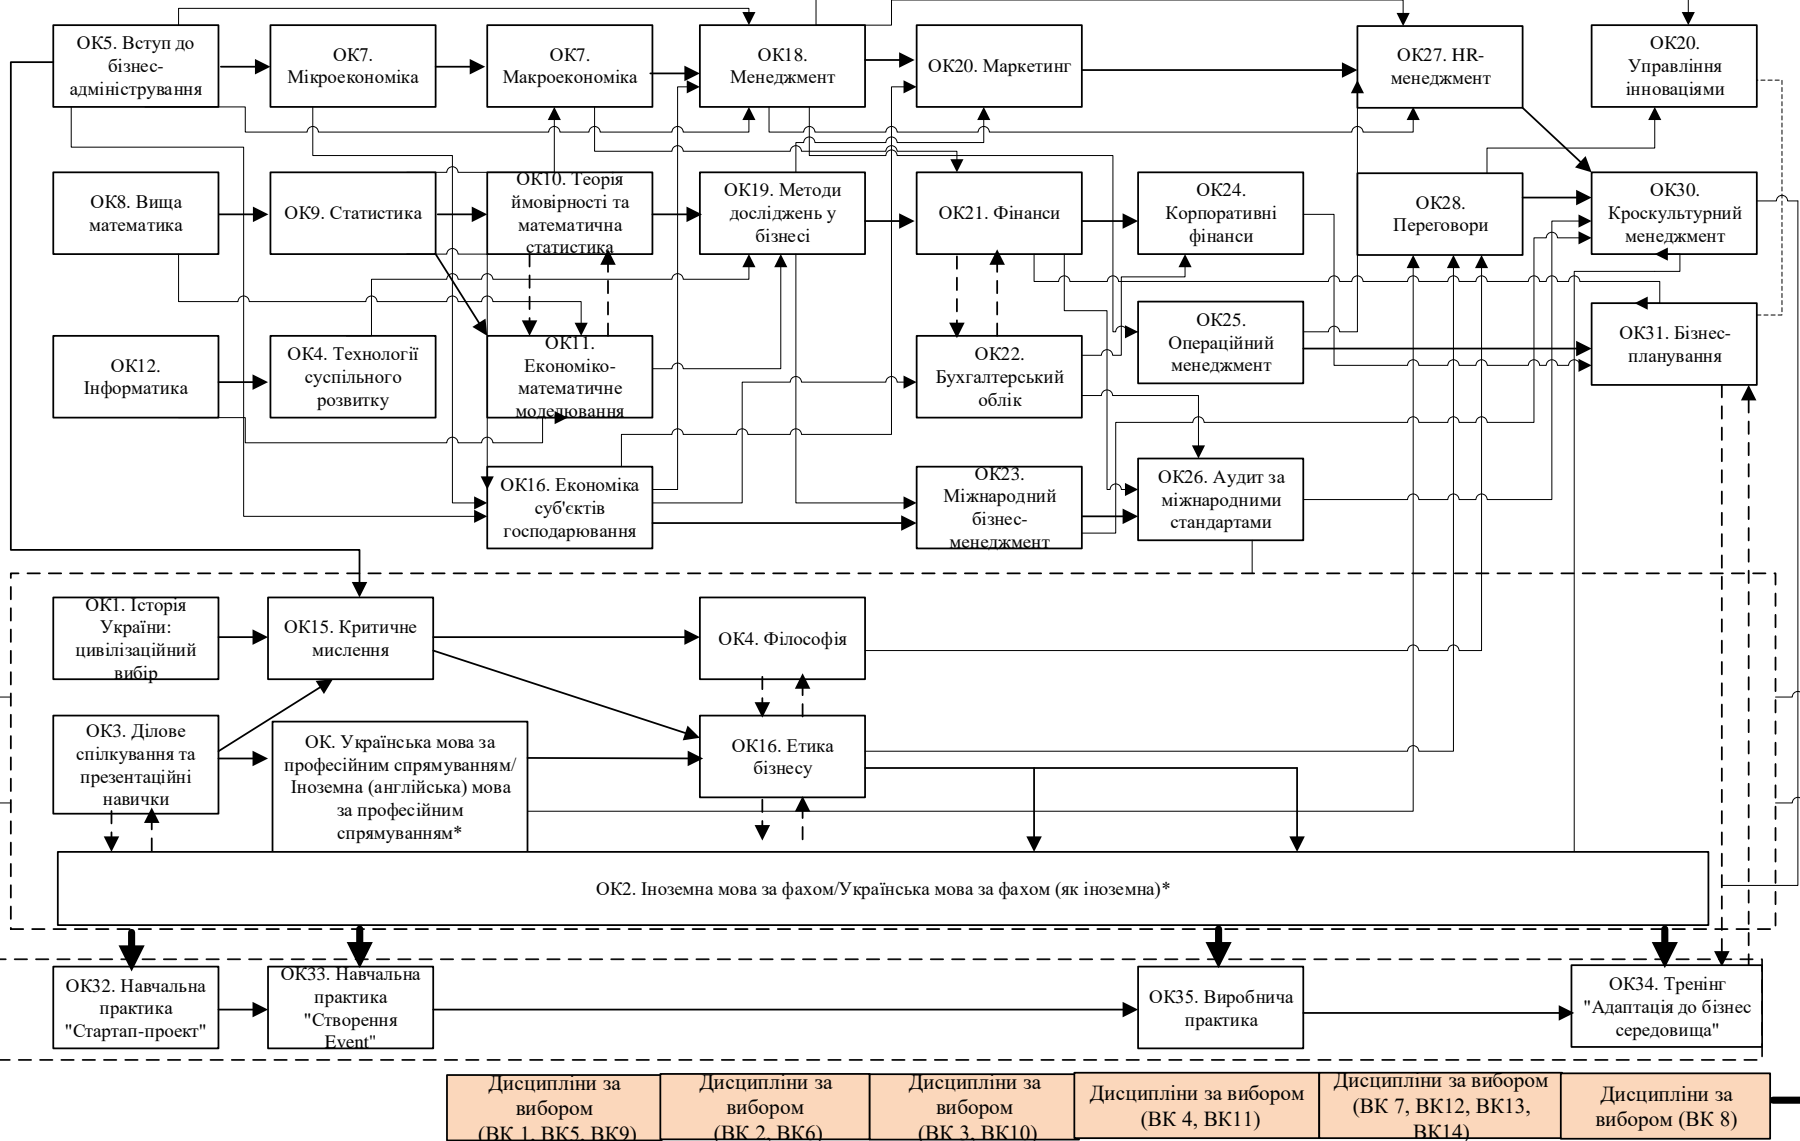 ОК5. Вступ до
бізнес-
адміністрування
ОК7.
Мікроекономіка
ОК7.
Макроекономіка
ОК18.
Менеджмент
ОК20. Маркетинг
ОК27. HR-
менеджмент
ОК20.
Управління
інноваціями
ОК8. Вища
математика
ОК9. Статистика
ОК10. Теорія
ймовірності та
математична
статистика
ОК19. Методи
досліджень у
бізнесі
ОК21. Фінанси
ОК24.
Корпоративні
фінанси
ОК28.
Переговори
ОК30.
Кроскультурний
менеджмент
ОК12.
Інформатика
ОК4. Технології
суспільного
розвитку
ОК11.
Економіко-
математичне
моделювання
ОК22.
Бухгалтерський
облік
ОК25.
Операційний
менеджмент
ОК31. Бізнес-
планування
ОК16. Економіка
суб'єктів
господарювання
ОК23.
Міжнародний
бізнес-
менеджмент
ОК26. Аудит за
міжнародними
стандартами
ОК1. Історія
України:
цивілізаційний
вибір
ОК15. Критичне
мислення
ОК4. Філософія
ОК3. Ділове
спілкування та
презентаційні
навички
ОК. Українська мова за
професійним спрямуванням/
Іноземна (англійська) мова
за професійним
спрямуванням*
ОК16. Етика
бізнесу
ОК2. Іноземна мова за фахом/Українська мова за фахом (як іноземна)*
ОК32. Навчальна
практика
"Стартап-проект"
ОК33. Навчальна
практика
"Створення
Event"
ОК35. Виробнича
практика
ОК34. Тренінг
"Адаптація до бізнес
середовища"
Дисципліни за
вибором
(ВК 1, ВК5, ВК9)
Дисципліни за
вибором
(ВК 2, ВК6)
Дисципліни за
вибором
(ВК 3, ВК10)
Дисципліни за вибором
(ВК 4, ВК11)
Дисципліни за вибором
(ВК 7, ВК12, ВК13,
ВК14)
Дисципліни за
вибором (ВК 8)